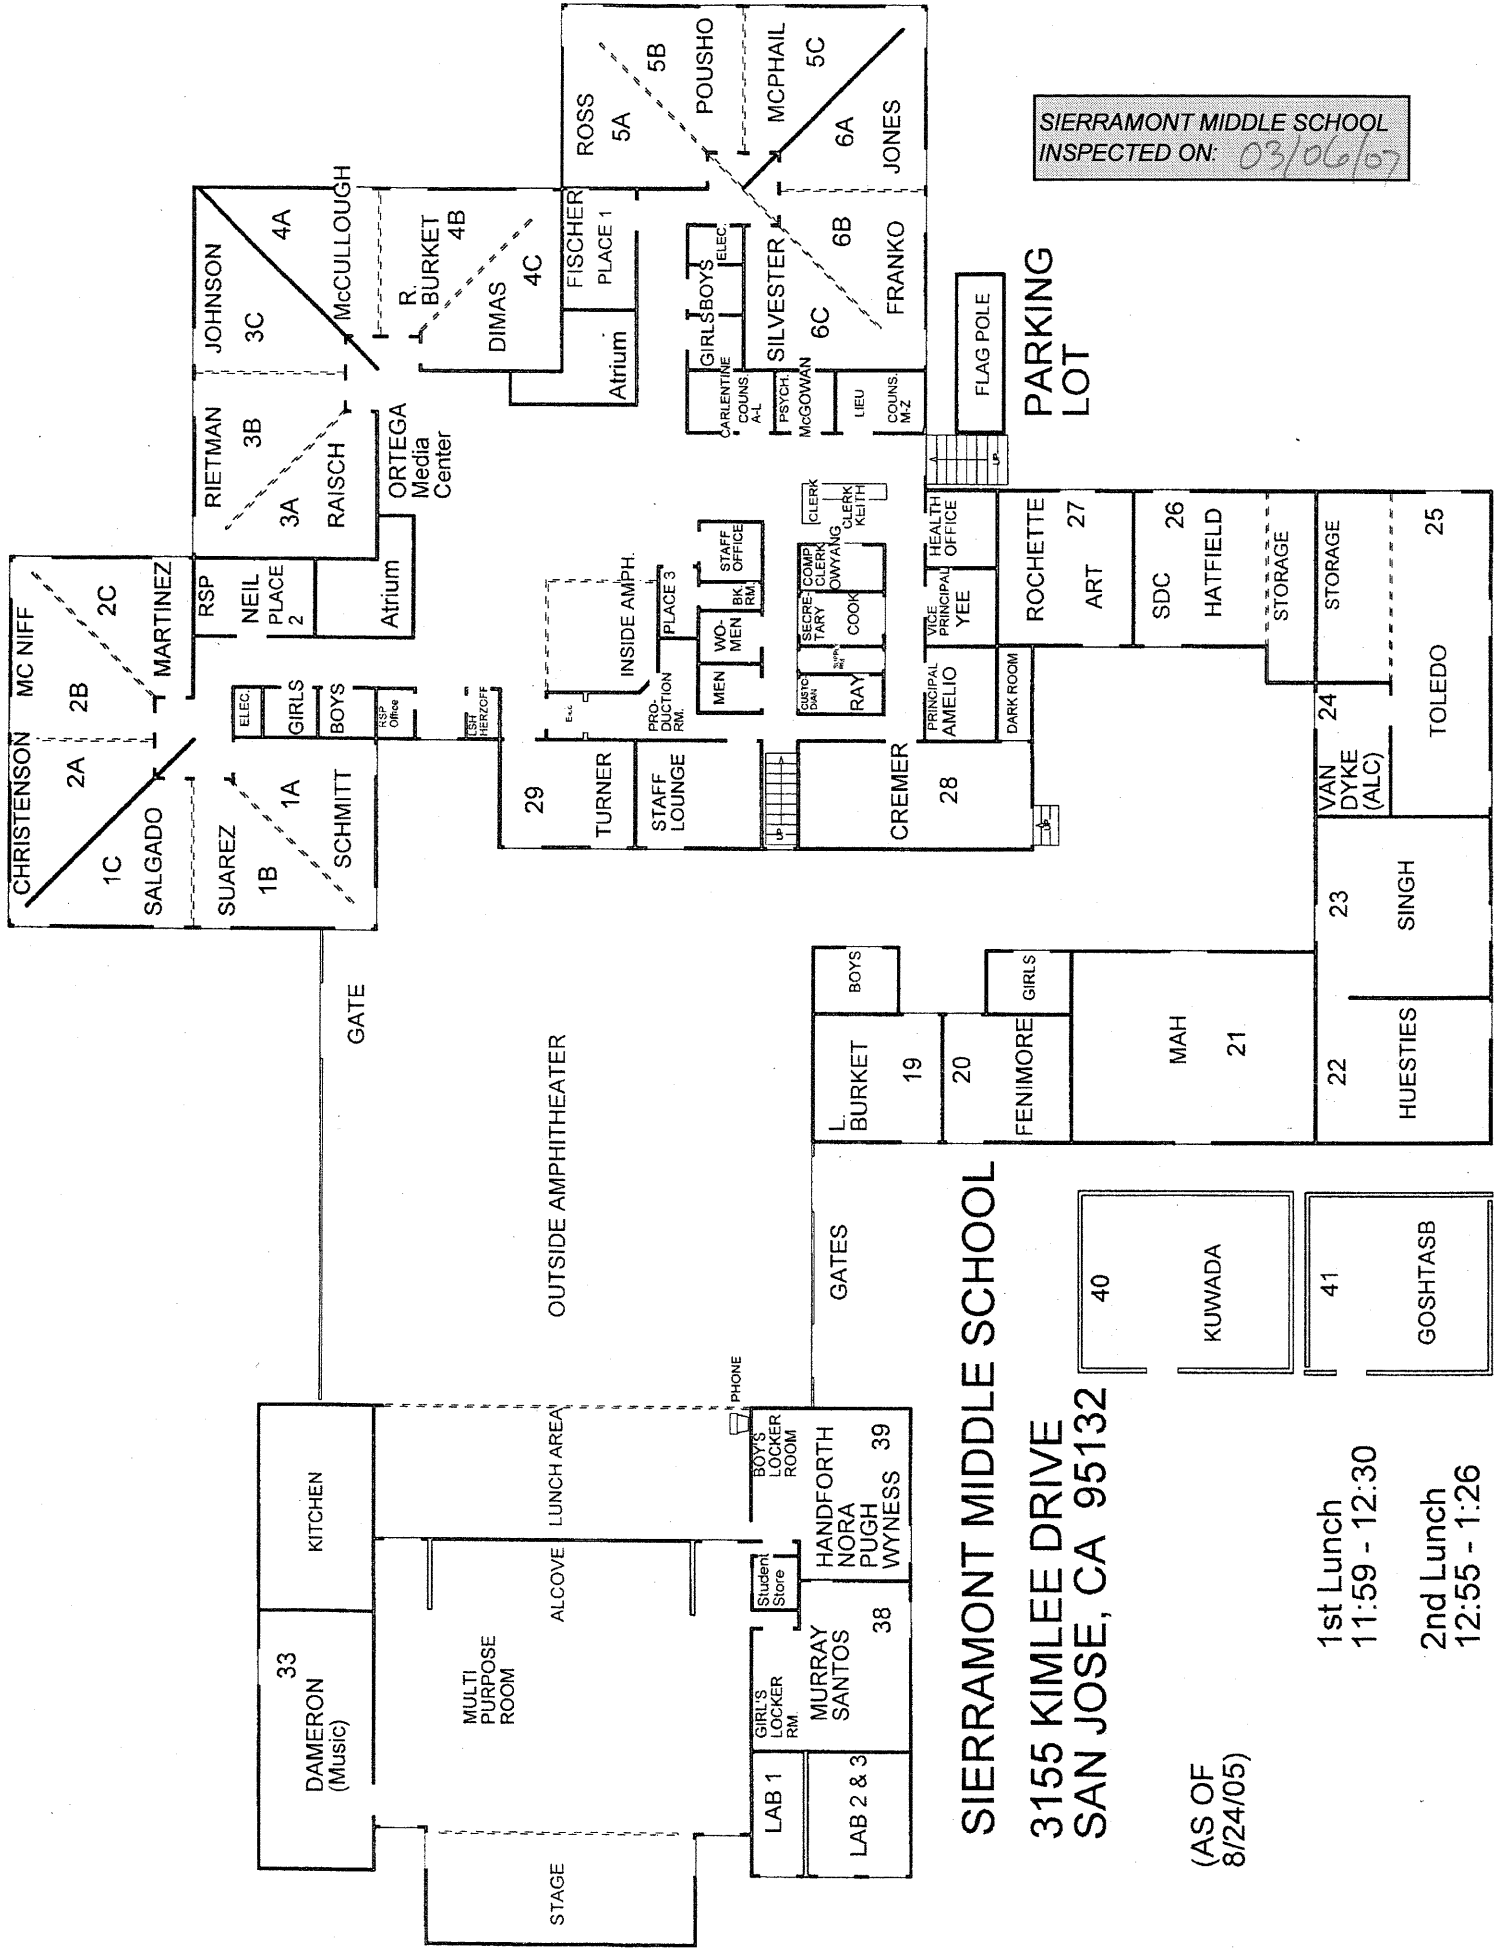 CHRISTENSON
2A
MC NIFF
2B
2C
MARTINEZ
1C
SALGADO
SUAREZ
1B
1A
SCHMITT
RSP
NEIL
PLACE
2
Atrium
ELEC.
GIRLS
BOYS
RSP
Office
LSH
HERZOFF
RIETMAN
3B
3A
RAISCH
JOHNSON
3C
4A
McCULLOUGH
R.
BURKET
4B
DIMAS
4C
ORTEGA
Media
Center
FISCHER
PLACE 1
Atrium
ROSS
5A
5B
POUSHO
MCPHAIL
5C
6A
JONES
6B
FRANKO
SILVESTER
6C
ELEC.
BOYS
GIRLS
CARLENTINE
COUNS.
A-L
PSYCH.
McGOWAN
LIEU
COUNS.
M-Z
FLAG POLE
PARKING
LOT
UP
SIERRAMONT MIDDLE SCHOOL
INSPECTED ON: 03/06/07
INSIDE AMPH.
PLACE 3
PRO-
DUCTION
RM.
STAFF
OFFICE
BK.
RM.
WO-
MEN
MEN
29
TURNER
STAFF
LOUNGE
UP
CLERK
CLERK
KEITH
COMP
CLERK
OWYANG
SECRE-
TARY
COOK
CUSTO-
DIAN
RAY
HEALTH
OFFICE
VICE
PRINCIPAL
YEE
PRINCIPAL
AMELIO
DARK ROOM
CREMER
28
UP
ROCHETTE
27
ART
SDC
26
HATFIELD
STORAGE
STORAGE
25
TOLEDO
24
VAN
DYKE
(ALC)
23
SINGH
22
HUESTIES
MAH
21
BOYS
GIRLS
L.
BURKET
19
20
FENIMORE
GATE
OUTSIDE AMPHITHEATER
GATES
40
KUWADA
41
GOSHTASB
KITCHEN
33
DAMERON
(Music)
LUNCH AREA
ALCOVE
MULTI
PURPOSE
ROOM
STAGE
PHONE
BOY'S
LOCKER
ROOM
HANDFORTH
NORA
PUGH
WYNESS
39
Student
Store
GIRL'S
LOCKER
RM.
MURRAY
SANTOS
38
LAB 1
LAB 2 & 3
SIERRAMONT MIDDLE SCHOOL
3155 KIMLEE DRIVE
SAN JOSE, CA 95132
(AS OF
8/24/05)
1st Lunch
11:59 - 12:30
2nd Lunch
12:55 - 1:26